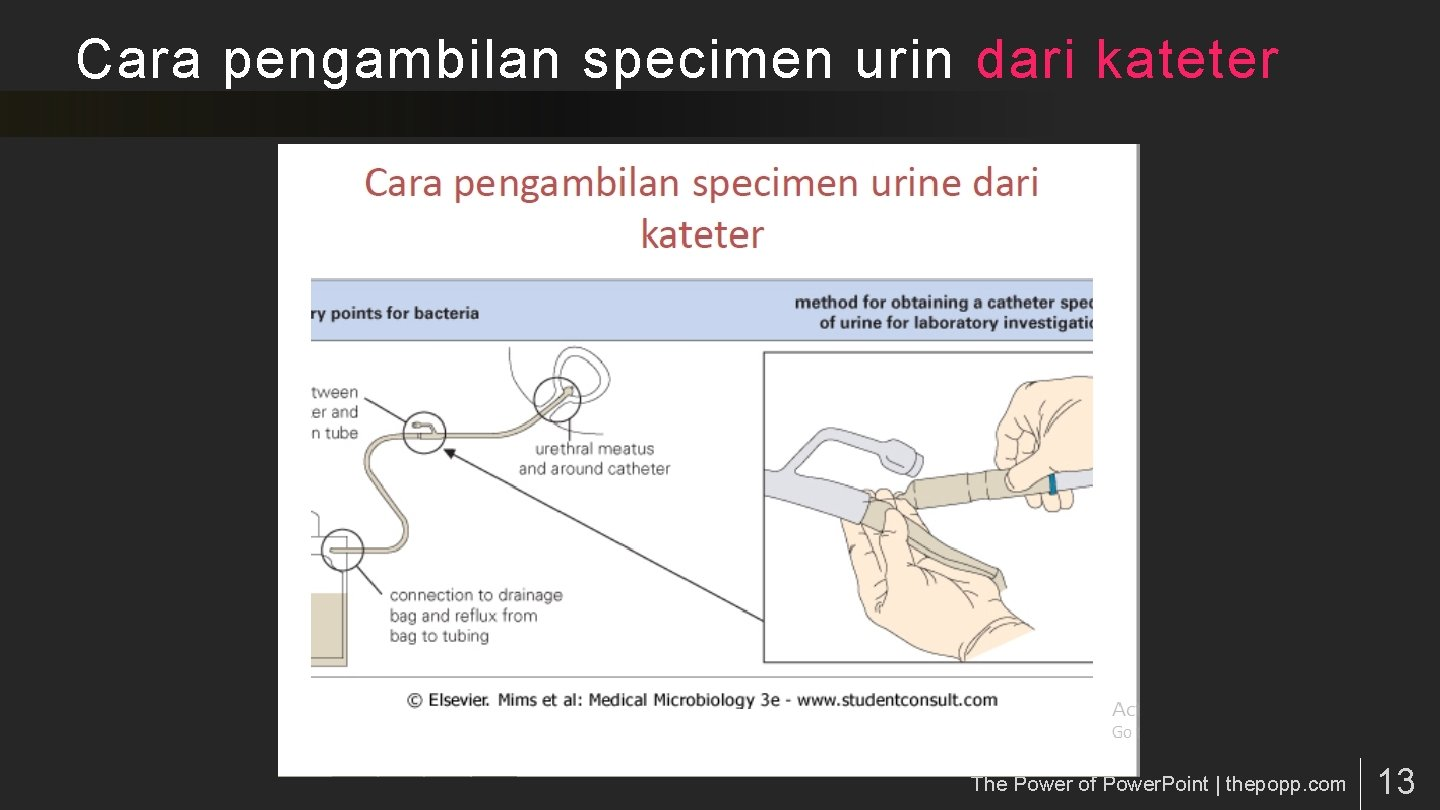 Cara pengambilan specimen urin dari kateter
Cara pengambilan specimen urine dari
kateter
ry points for bacteria
method for obtaining a catheter spec
of urine for laboratory investigatio
tween
er and
n tube
urethral meatus
and around catheter
connection to drainage
bag and reflux from
bag to tubing
© Elsevier. Mims et al: Medical Microbiology 3e - www.studentconsult.com
Ac
Go
The Power of PowerPoint | thepopp.com
13